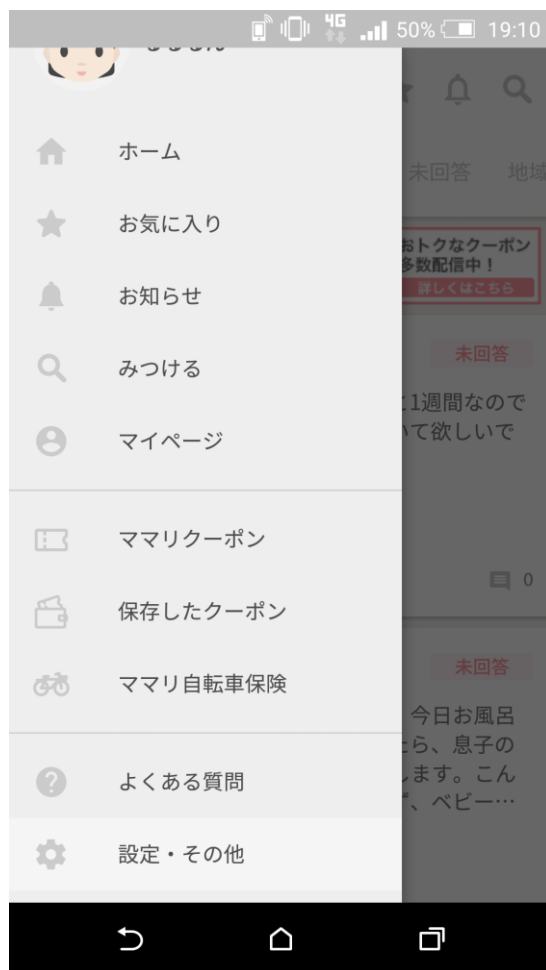 4G 50% 19:10
ホーム
お気に入り
お知らせ
みつける
マイページ
ママリクーポン
保存したクーポン
ママリ自転車保険
よくある質問
設定・その他
未回答 地域
おトクなクーポン
多数配信中！
詳しくはこちら
未回答
1週間なので
いて欲しいで
0
未回答
今日お風呂
ら、息子の
します。こん
、ベビー…